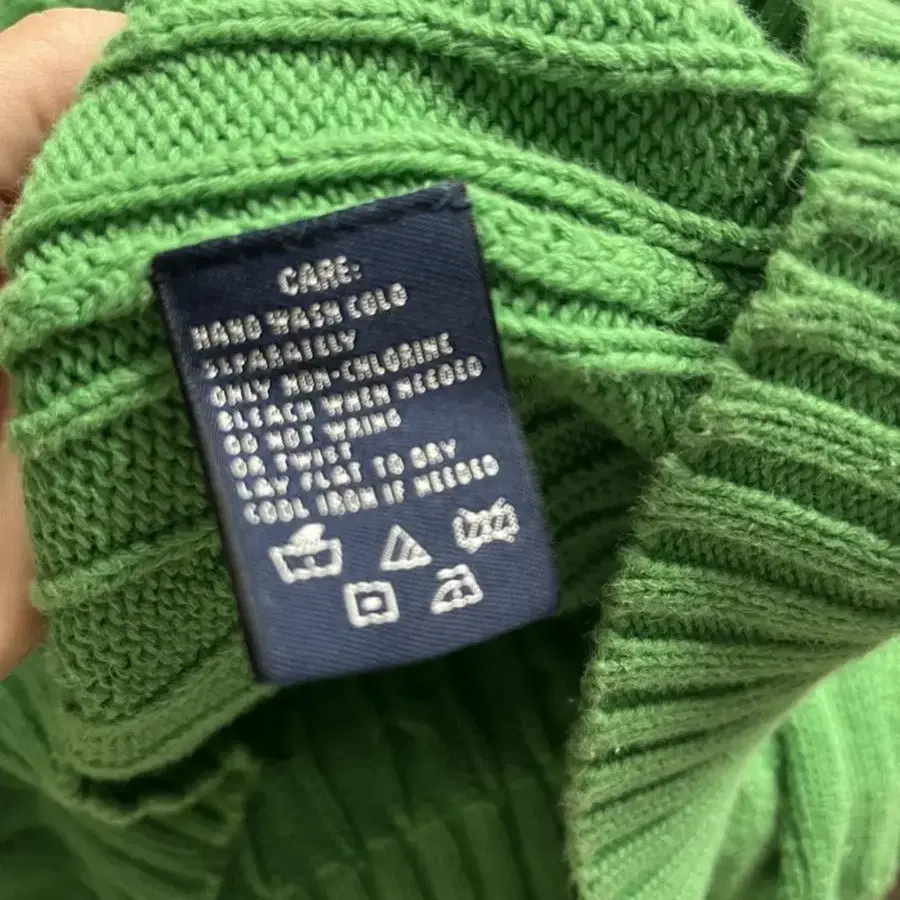 CARE:
HAND WASH COLD
SEPARATELY
ONLY NON-CHLORINE
BLEACH WHEN NEEDED
DO NOT WRING
OR TWIST
LAY FLAT TO DRY
COOL IRON IF NEEDED